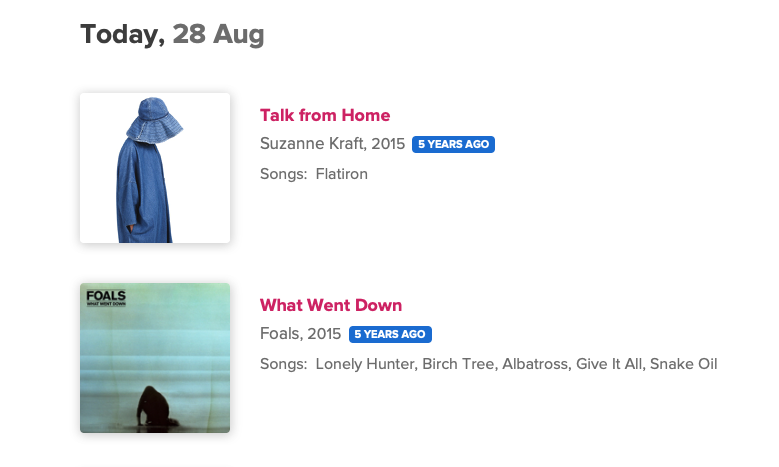 Today, 28 Aug
Talk from Home
Suzanne Kraft, 2015 5 YEARS AGO
Songs: Flatiron
FOALS
WHAT WENT DOWN
What Went Down
Foals, 2015 5 YEARS AGO
Songs: Lonely Hunter, Birch Tree, Albatross, Give It All, Snake Oil